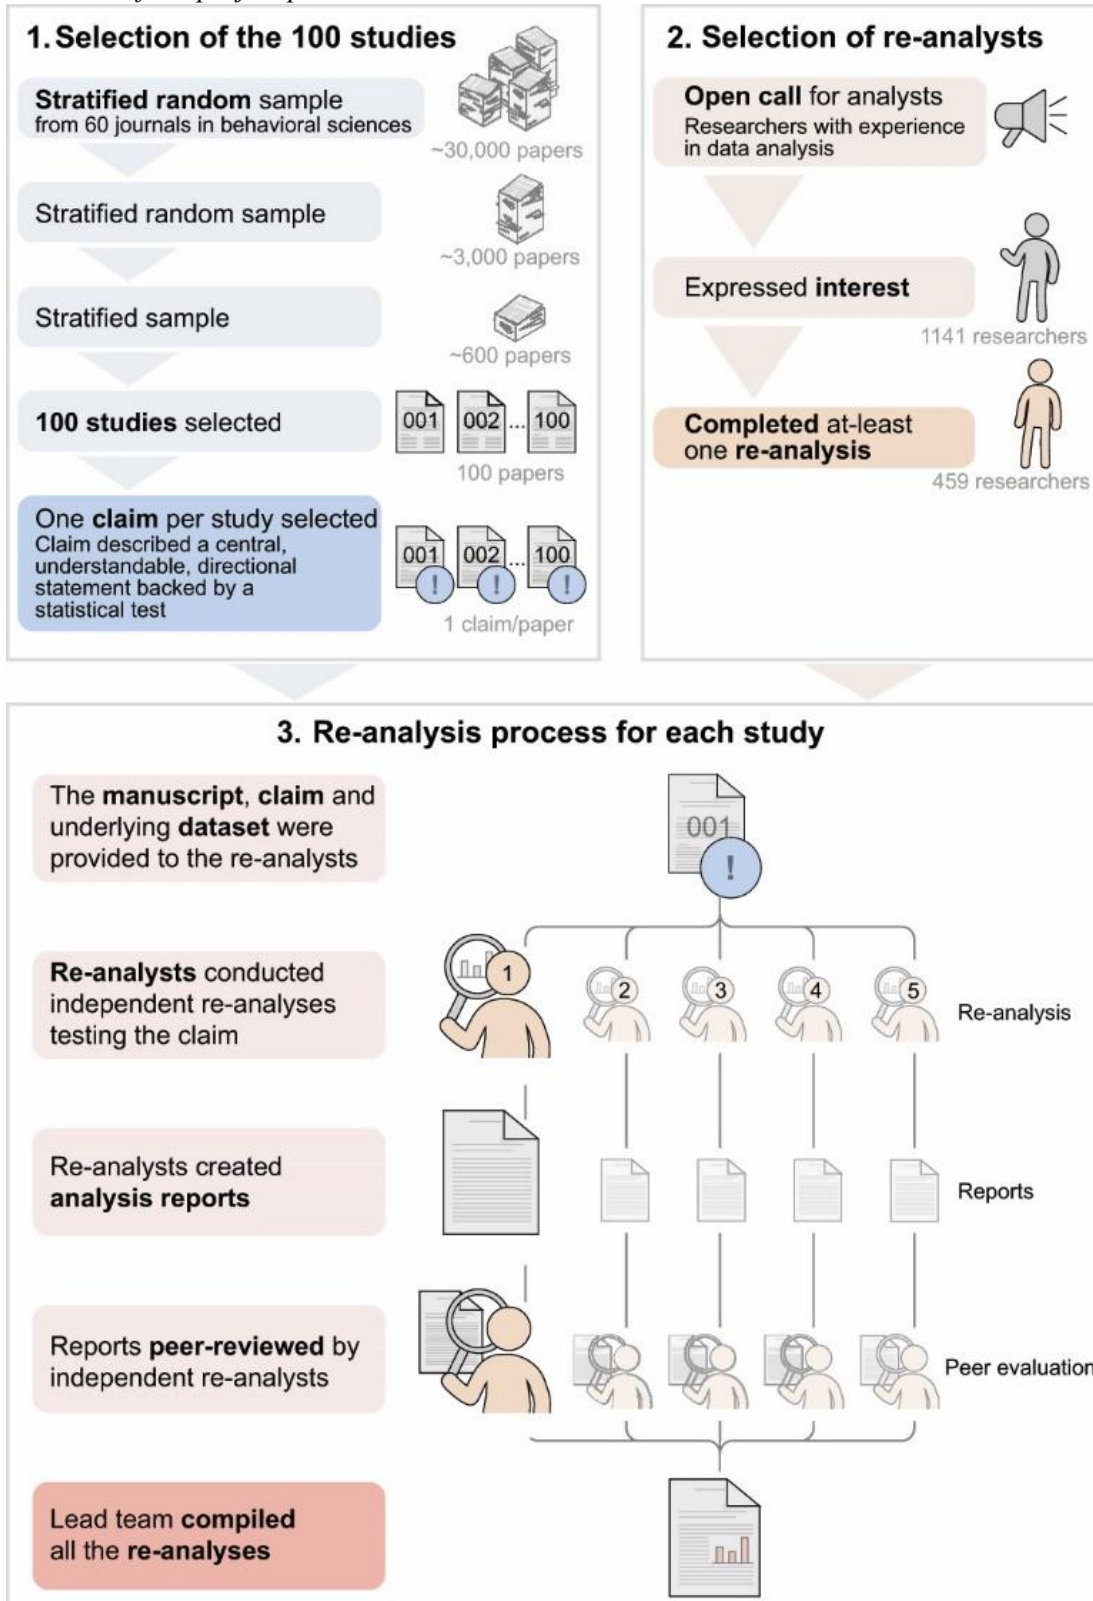 1. Selection of the 100 studies
Stratified random sample
from 60 journals in behavioral sciences
~30,000 papers
Stratified random sample
~3,000 papers
Stratified sample
~600 papers
100 studies selected
001 002 ... 100
100 papers
One claim per study selected
Claim described a central,
understandable, directional
statement backed by a
statistical test
001 002 ... 100
! ! !
1 claim/paper
2. Selection of re-analysts
Open call for analysts
Researchers with experience
in data analysis
Expressed interest
1141 researchers
Completed at-least
one re-analysis
459 researchers
3. Re-analysis process for each study
The manuscript, claim and
underlying dataset were
provided to the re-analysts
001
!
Re-analysts conducted
independent re-analyses
testing the claim
1 2 3 4 5
Re-analysis
Re-analysts created
analysis reports
Reports
Reports peer-reviewed by
independent re-analysts
Peer evaluation
Lead team compiled
all the re-analyses